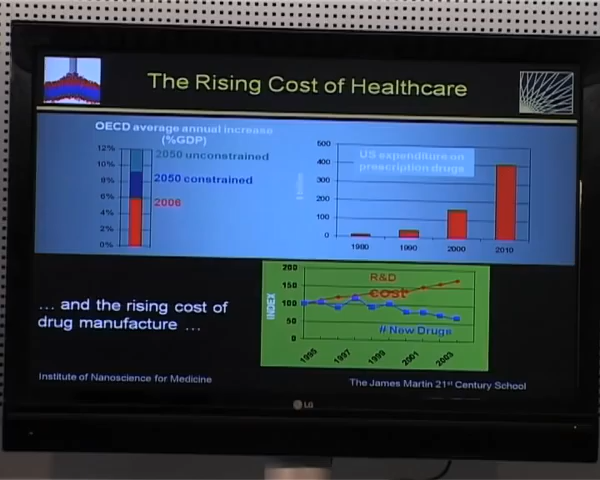 The Rising Cost of Healthcare
OECD average annual increase
(%GDP)
12%
10%
8%
6%
4%
2%
0%
2050 unconstrained
2050 constrained
2006
US expenditure on
prescription drugs
500
400
300
200
100
0
1980
1990
2000
2010
... and the rising cost of
drug manufacture ...
INDEX
200
150
100
50
0
R&D
cost
# New Drugs
1995
1997
1999
2001
2003
Institute of Nanoscience for Medicine
The James Martin 21st Century School
LG